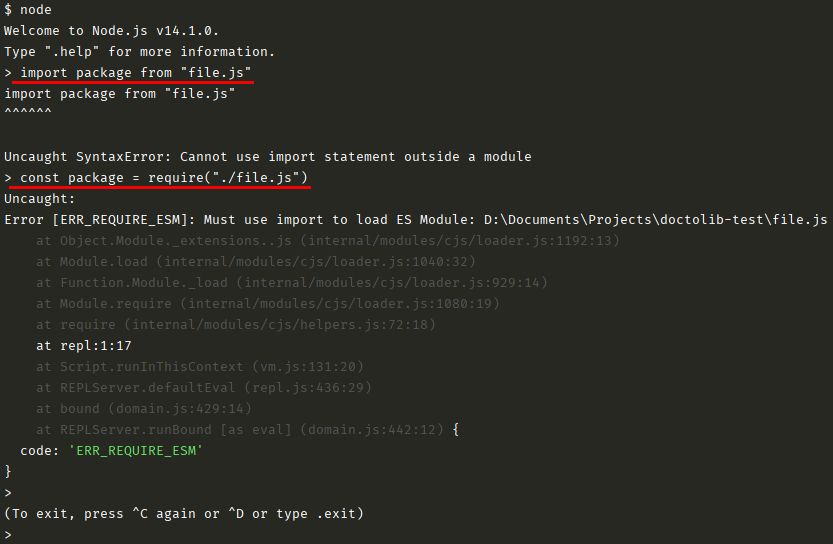 $ node
Welcome to Node.js v14.1.0.
Type ".help" for more information.
> import package from "file.js"
import package from "file.js"
^^^^^^
Uncaught SyntaxError: Cannot use import statement outside a module
> const package = require("./file.js")
Uncaught:
Error [ERR_REQUIRE_ESM]: Must use import to load ES Module: D:\Documents\Projects\doctolib-test\file.js
    at Object.Module._extensions..js (internal/modules/cjs/loader.js:1192:13)
    at Module.load (internal/modules/cjs/loader.js:1040:32)
    at Function.Module._load (internal/modules/cjs/loader.js:929:14)
    at Module.require (internal/modules/cjs/loader.js:1080:19)
    at require (internal/modules/cjs/helpers.js:72:18)
    at repl:1:17
    at Script.runInThisContext (vm.js:131:20)
    at REPLServer.defaultEval (repl.js:436:29)
    at bound (domain.js:429:14)
    at REPLServer.runBound [as eval] (domain.js:442:12) {
  code: 'ERR_REQUIRE_ESM'
}
>
(To exit, press ^C again or ^D or type .exit)
>